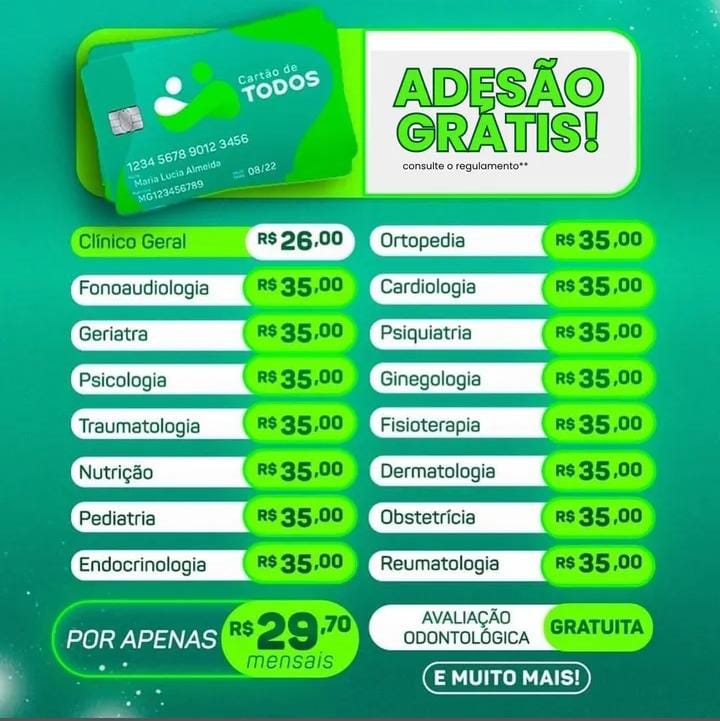 Cartão de
TODOS
1234 5678 9012 3456
Maria Lucia Almeida
08/22
MG123456789
ADESÃO
GRÁTIS!
consulte o regulamento**
Clínico Geral R$ 26,00
Fonoaudiologia R$ 35,00
Geriatra R$ 35,00
Psicologia R$ 35,00
Traumatologia R$ 35,00
Nutrição R$ 35,00
Pediatria R$ 35,00
Endocrinologia R$ 35,00
Ortopedia R$ 35,00
Cardiologia R$ 35,00
Psiquiatria R$ 35,00
Ginegologia R$ 35,00
Fisioterapia R$ 35,00
Dermatologia R$ 35,00
Obstetrícia R$ 35,00
Reumatologia R$ 35,00
POR APENAS R$ 29,70
mensais
AVALIAÇÃO
ODONTOLÓGICA GRATUITA
E MUITO MAIS!